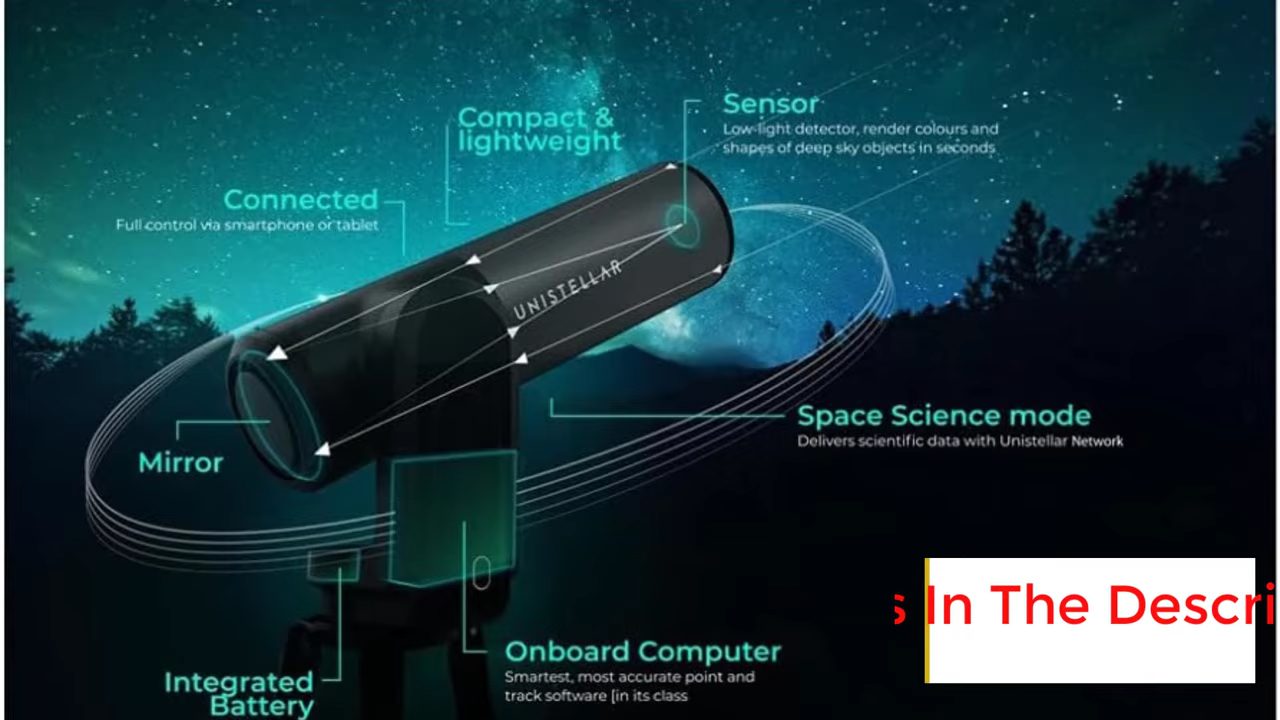 Compact &
lightweight
Sensor
Low-light detector, render colours and
shapes of deep sky objects in seconds
Connected
Full control via smartphone or tablet
UNISTELLAR
Space Science mode
Delivers scientific data with Unistellar Network
Mirror
s In The Descri
Onboard Computer
Smartest, most accurate point and
track software [in its class
Integrated
Battery